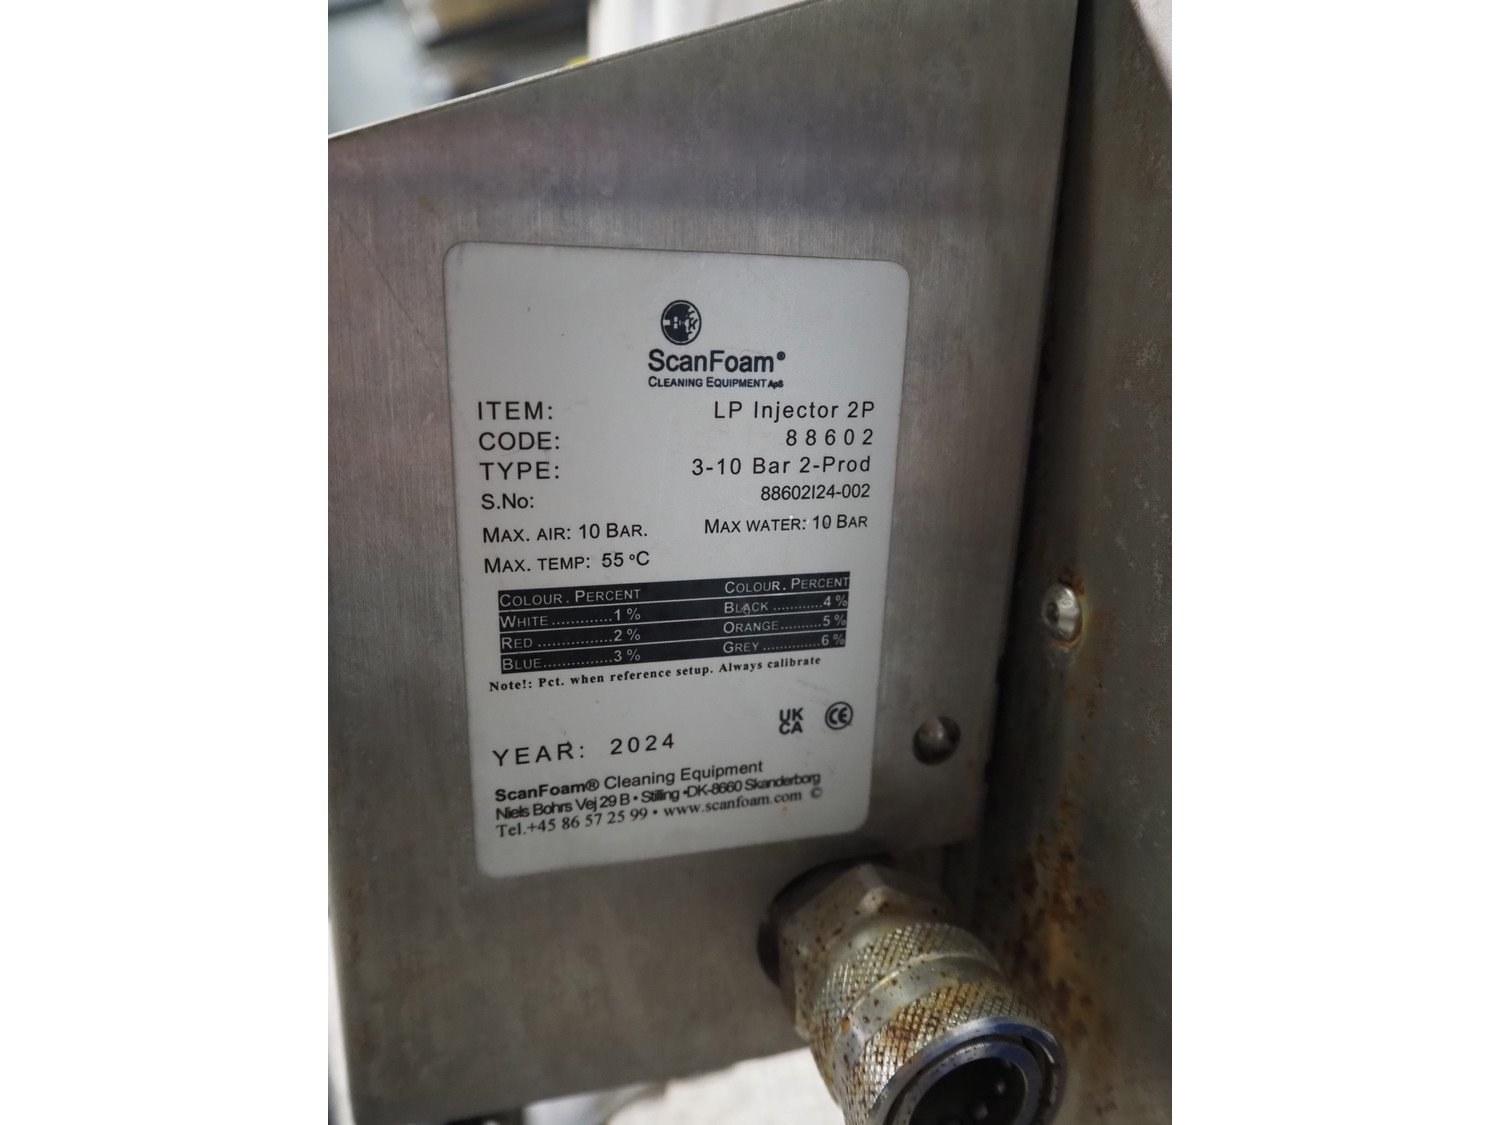 ScanFoam®
CLEANING EQUIPMENT ApS
ITEM: LP Injector 2P
CODE: 88602
TYPE: 3-10 Bar 2-Prod
S.No: 88602I24-002
MAX. AIR: 10 BAR. MAX WATER: 10 BAR
MAX. TEMP: 55 °C
COLOUR. PERCENT COLOUR. PERCENT
WHITE.............1 % BLACK............4 %
RED................2 % ORANGE..........5 %
BLUE...............3 % GREY..............6 %
Note!: Pct. when reference setup. Always calibrate
UK
CA CE
YEAR: 2024
ScanFoam® Cleaning Equipment
Niels Bohrs Vej 29 B • Stilling •DK-8660 Skanderborg
Tel.+45 86 57 25 99 • www.scanfoam.com ©